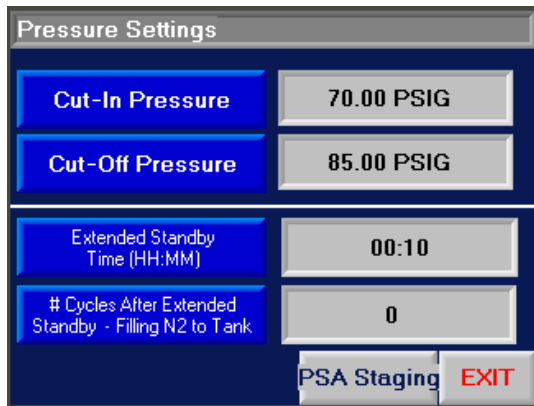 Pressure Settings
Cut-In Pressure
70.00 PSIG
Cut-Off Pressure
85.00 PSIG
Extended Standby
Time (HH:MM)
00:10
# Cycles After Extended
Standby - Filling N2 to Tank
0
PSA Staging
EXIT